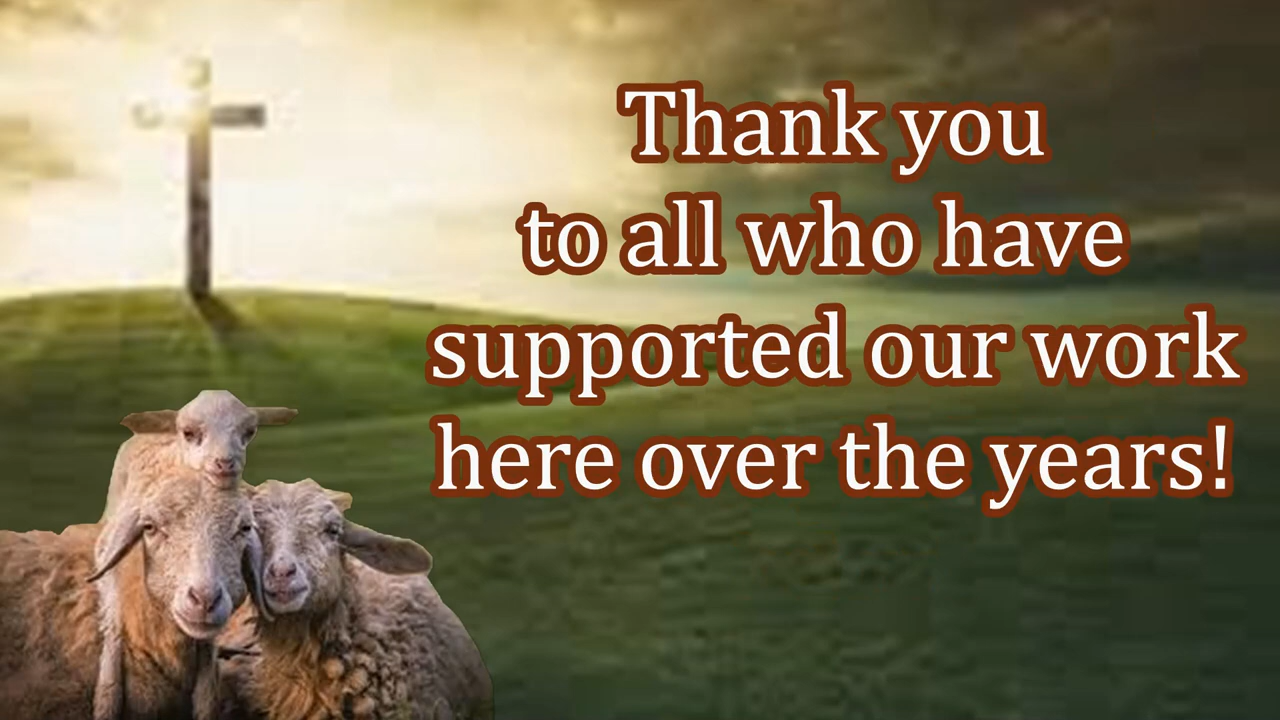 Thank you
to all who have
supported our work
here over the years!